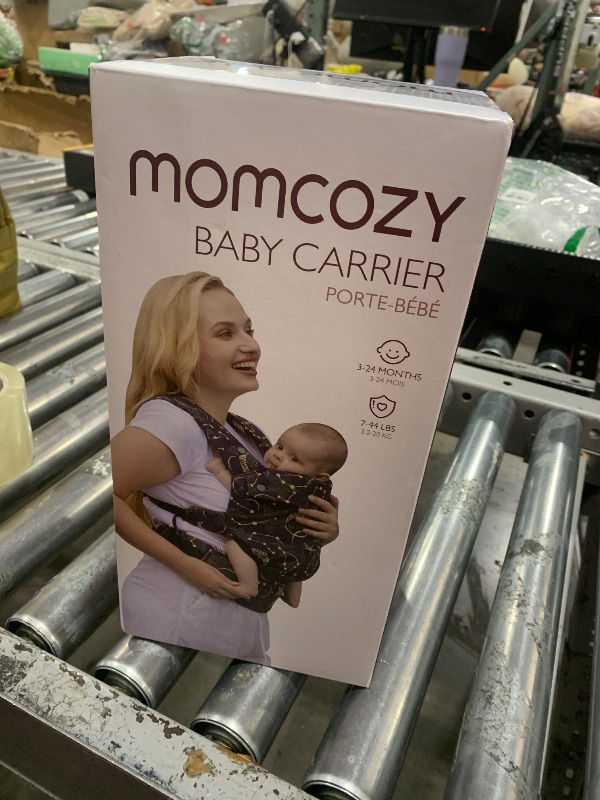 momcozy
BABY CARRIER
PORTE-BÉBÉ
3-24 MONTHS
3-24 MOIS
7-44 LBS
3.2-20 KG